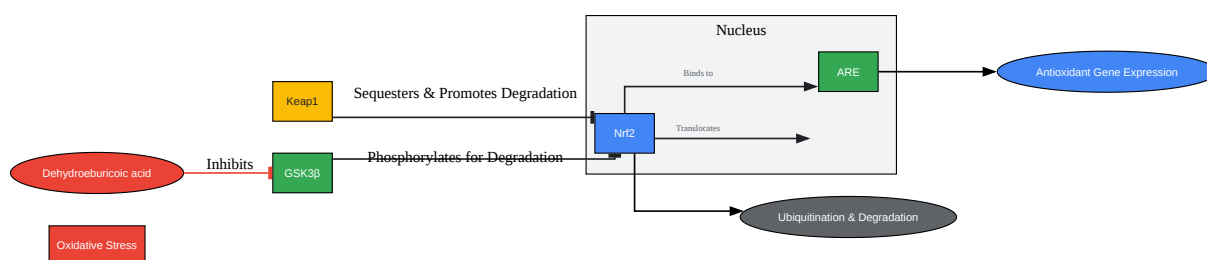 Nucleus
Binds to
ARE
Antioxidant Gene Expression
Keap1
Sequesters & Promotes Degradation
Nrf2
Translocates
Dehydroeburicoic acid
Inhibits
GSK3β
Phosphorylates for Degradation
Ubiquitination & Degradation
Oxidative Stress